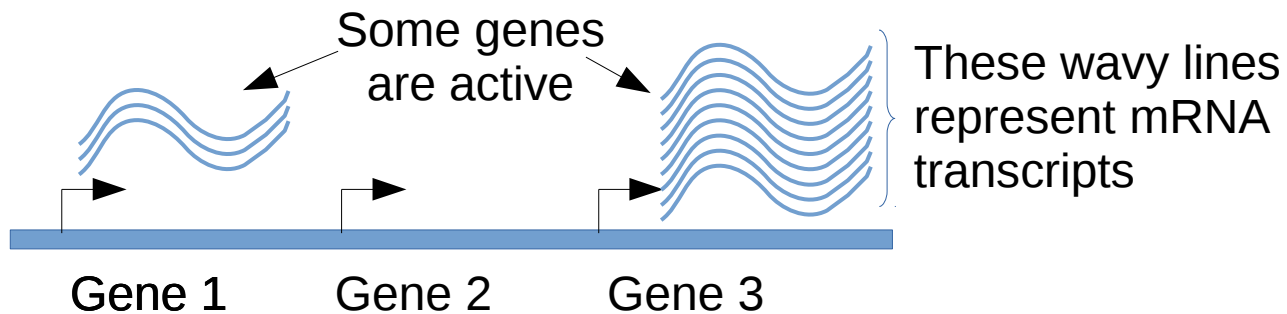 Some genes
are active
These wavy lines
represent mRNA
transcripts
Gene 1
Gene 2
Gene 3